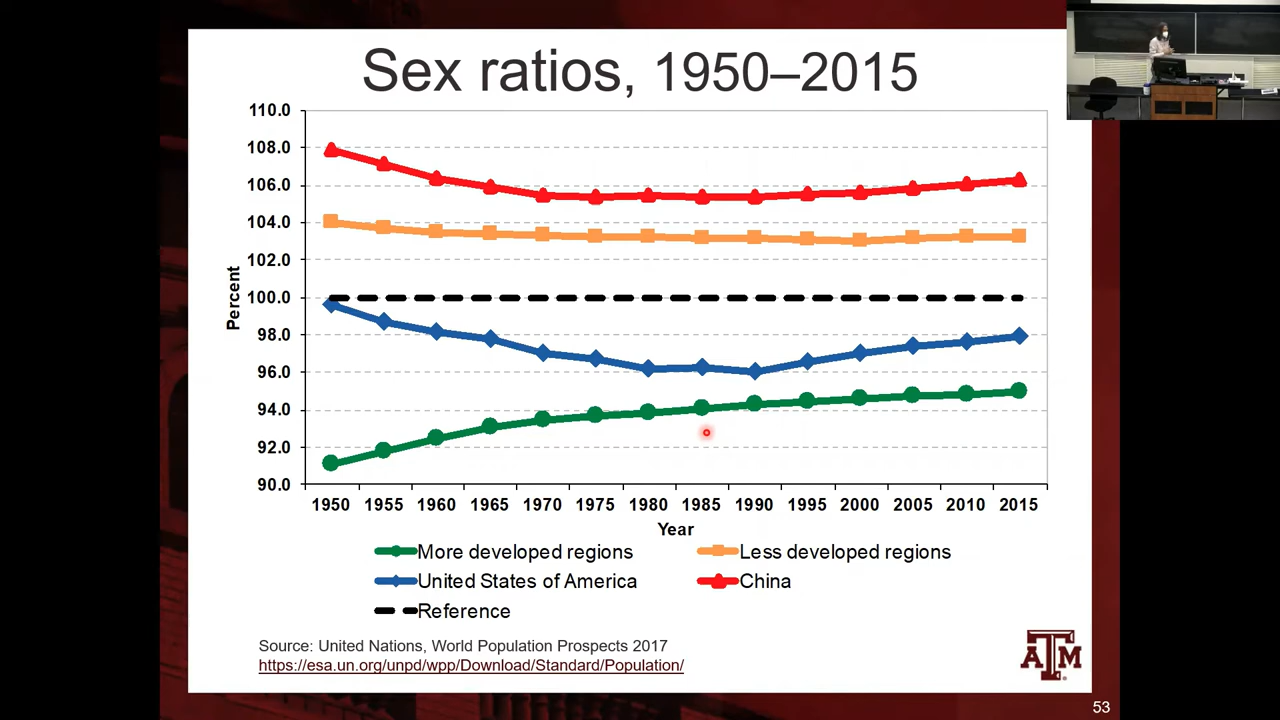 Sex ratios, 1950–2015
110.0
108.0
106.0
104.0
102.0
100.0
98.0
96.0
94.0
92.0
90.0
Percent
1950 1955 1960 1965 1970 1975 1980 1985 1990 1995 2000 2005 2010 2015
Year
More developed regions
Less developed regions
United States of America
China
Reference
Source: United Nations, World Population Prospects 2017
https://esa.un.org/unpd/wpp/Download/Standard/Population/
ATM
53